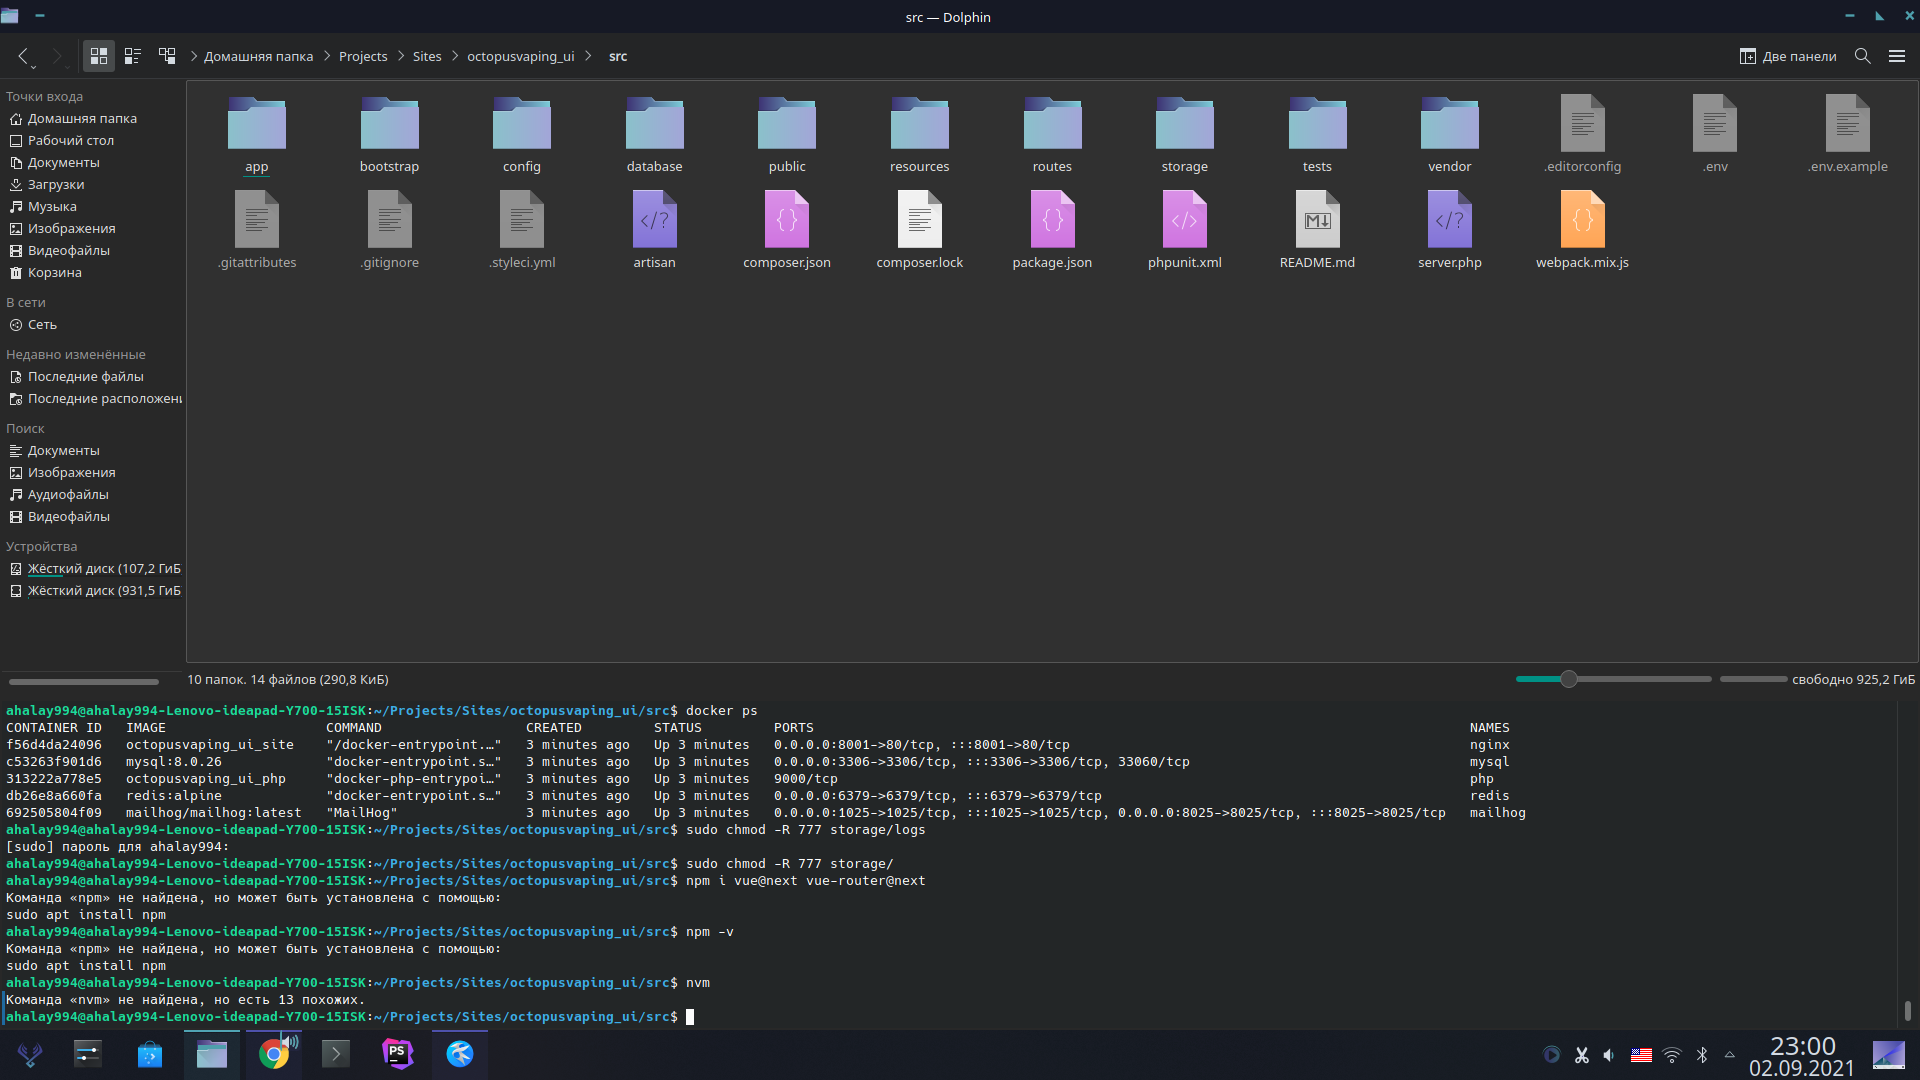 src — Dolphin
Домашняя папка
Projects
Sites
octopusvaping_ui
src
Две панели
Точки входа
Домашняя папка
Рабочий стол
Документы
Загрузки
Музыка
Изображения
Видеофайлы
Корзина
В сети
Сеть
Недавно изменённые
Последние файлы
Последние расположен
Поиск
Документы
Изображения
Аудиофайлы
Видеофайлы
Устройства
Жёсткий диск (107,2 ГиБ
Жёсткий диск (931,5 ГиБ
app bootstrap config database public resources routes storage tests vendor .editorconfig .env .env.example
.gitattributes .gitignore .styleci.yml artisan composer.json composer.lock package.json phpunit.xml README.md server.php webpack.mix.js
10 папок. 14 файлов (290,8 КиБ)
свободно 925,2 ГиБ
ahalay994@ahalay994-Lenovo-ideapad-Y700-15ISK:~/Projects/Sites/octopusvaping_ui/src$ docker ps
CONTAINER ID IMAGE COMMAND CREATED STATUS PORTS NAMES
f56d4da24096 octopusvaping_ui_site "/docker-entrypoint.…" 3 minutes ago Up 3 minutes 0.0.0.0:8001->80/tcp, :::8001->80/tcp nginx
c53263f901d6 mysql:8.0.26 "docker-entrypoint.s…" 3 minutes ago Up 3 minutes 0.0.0.0:3306->3306/tcp, :::3306->3306/tcp, 33060/tcp mysql
313222a778e5 octopusvaping_ui_php "docker-php-entrypoi…" 3 minutes ago Up 3 minutes 9000/tcp php
db26e8a660fa redis:alpine "docker-entrypoint.s…" 3 minutes ago Up 3 minutes 0.0.0.0:6379->6379/tcp, :::6379->6379/tcp redis
692505804f09 mailhog/mailhog:latest "MailHog" 3 minutes ago Up 3 minutes 0.0.0.0:1025->1025/tcp, :::1025->1025/tcp, 0.0.0.0:8025->8025/tcp, :::8025->8025/tcp mailhog
ahalay994@ahalay994-Lenovo-ideapad-Y700-15ISK:~/Projects/Sites/octopusvaping_ui/src$ sudo chmod -R 777 storage/logs
[sudo] пароль для ahalay994:
ahalay994@ahalay994-Lenovo-ideapad-Y700-15ISK:~/Projects/Sites/octopusvaping_ui/src$ sudo chmod -R 777 storage/
ahalay994@ahalay994-Lenovo-ideapad-Y700-15ISK:~/Projects/Sites/octopusvaping_ui/src$ npm i vue@next vue-router@next
Команда «npm» не найдена, но может быть установлена с помощью:
sudo apt install npm
ahalay994@ahalay994-Lenovo-ideapad-Y700-15ISK:~/Projects/Sites/octopusvaping_ui/src$ npm -v
Команда «npm» не найдена, но может быть установлена с помощью:
sudo apt install npm
ahalay994@ahalay994-Lenovo-ideapad-Y700-15ISK:~/Projects/Sites/octopusvaping_ui/src$ nvm
Команда «nvm» не найдена, но есть 13 похожих.
ahalay994@ahalay994-Lenovo-ideapad-Y700-15ISK:~/Projects/Sites/octopusvaping_ui/src$
PS
23:00
02.09.2021